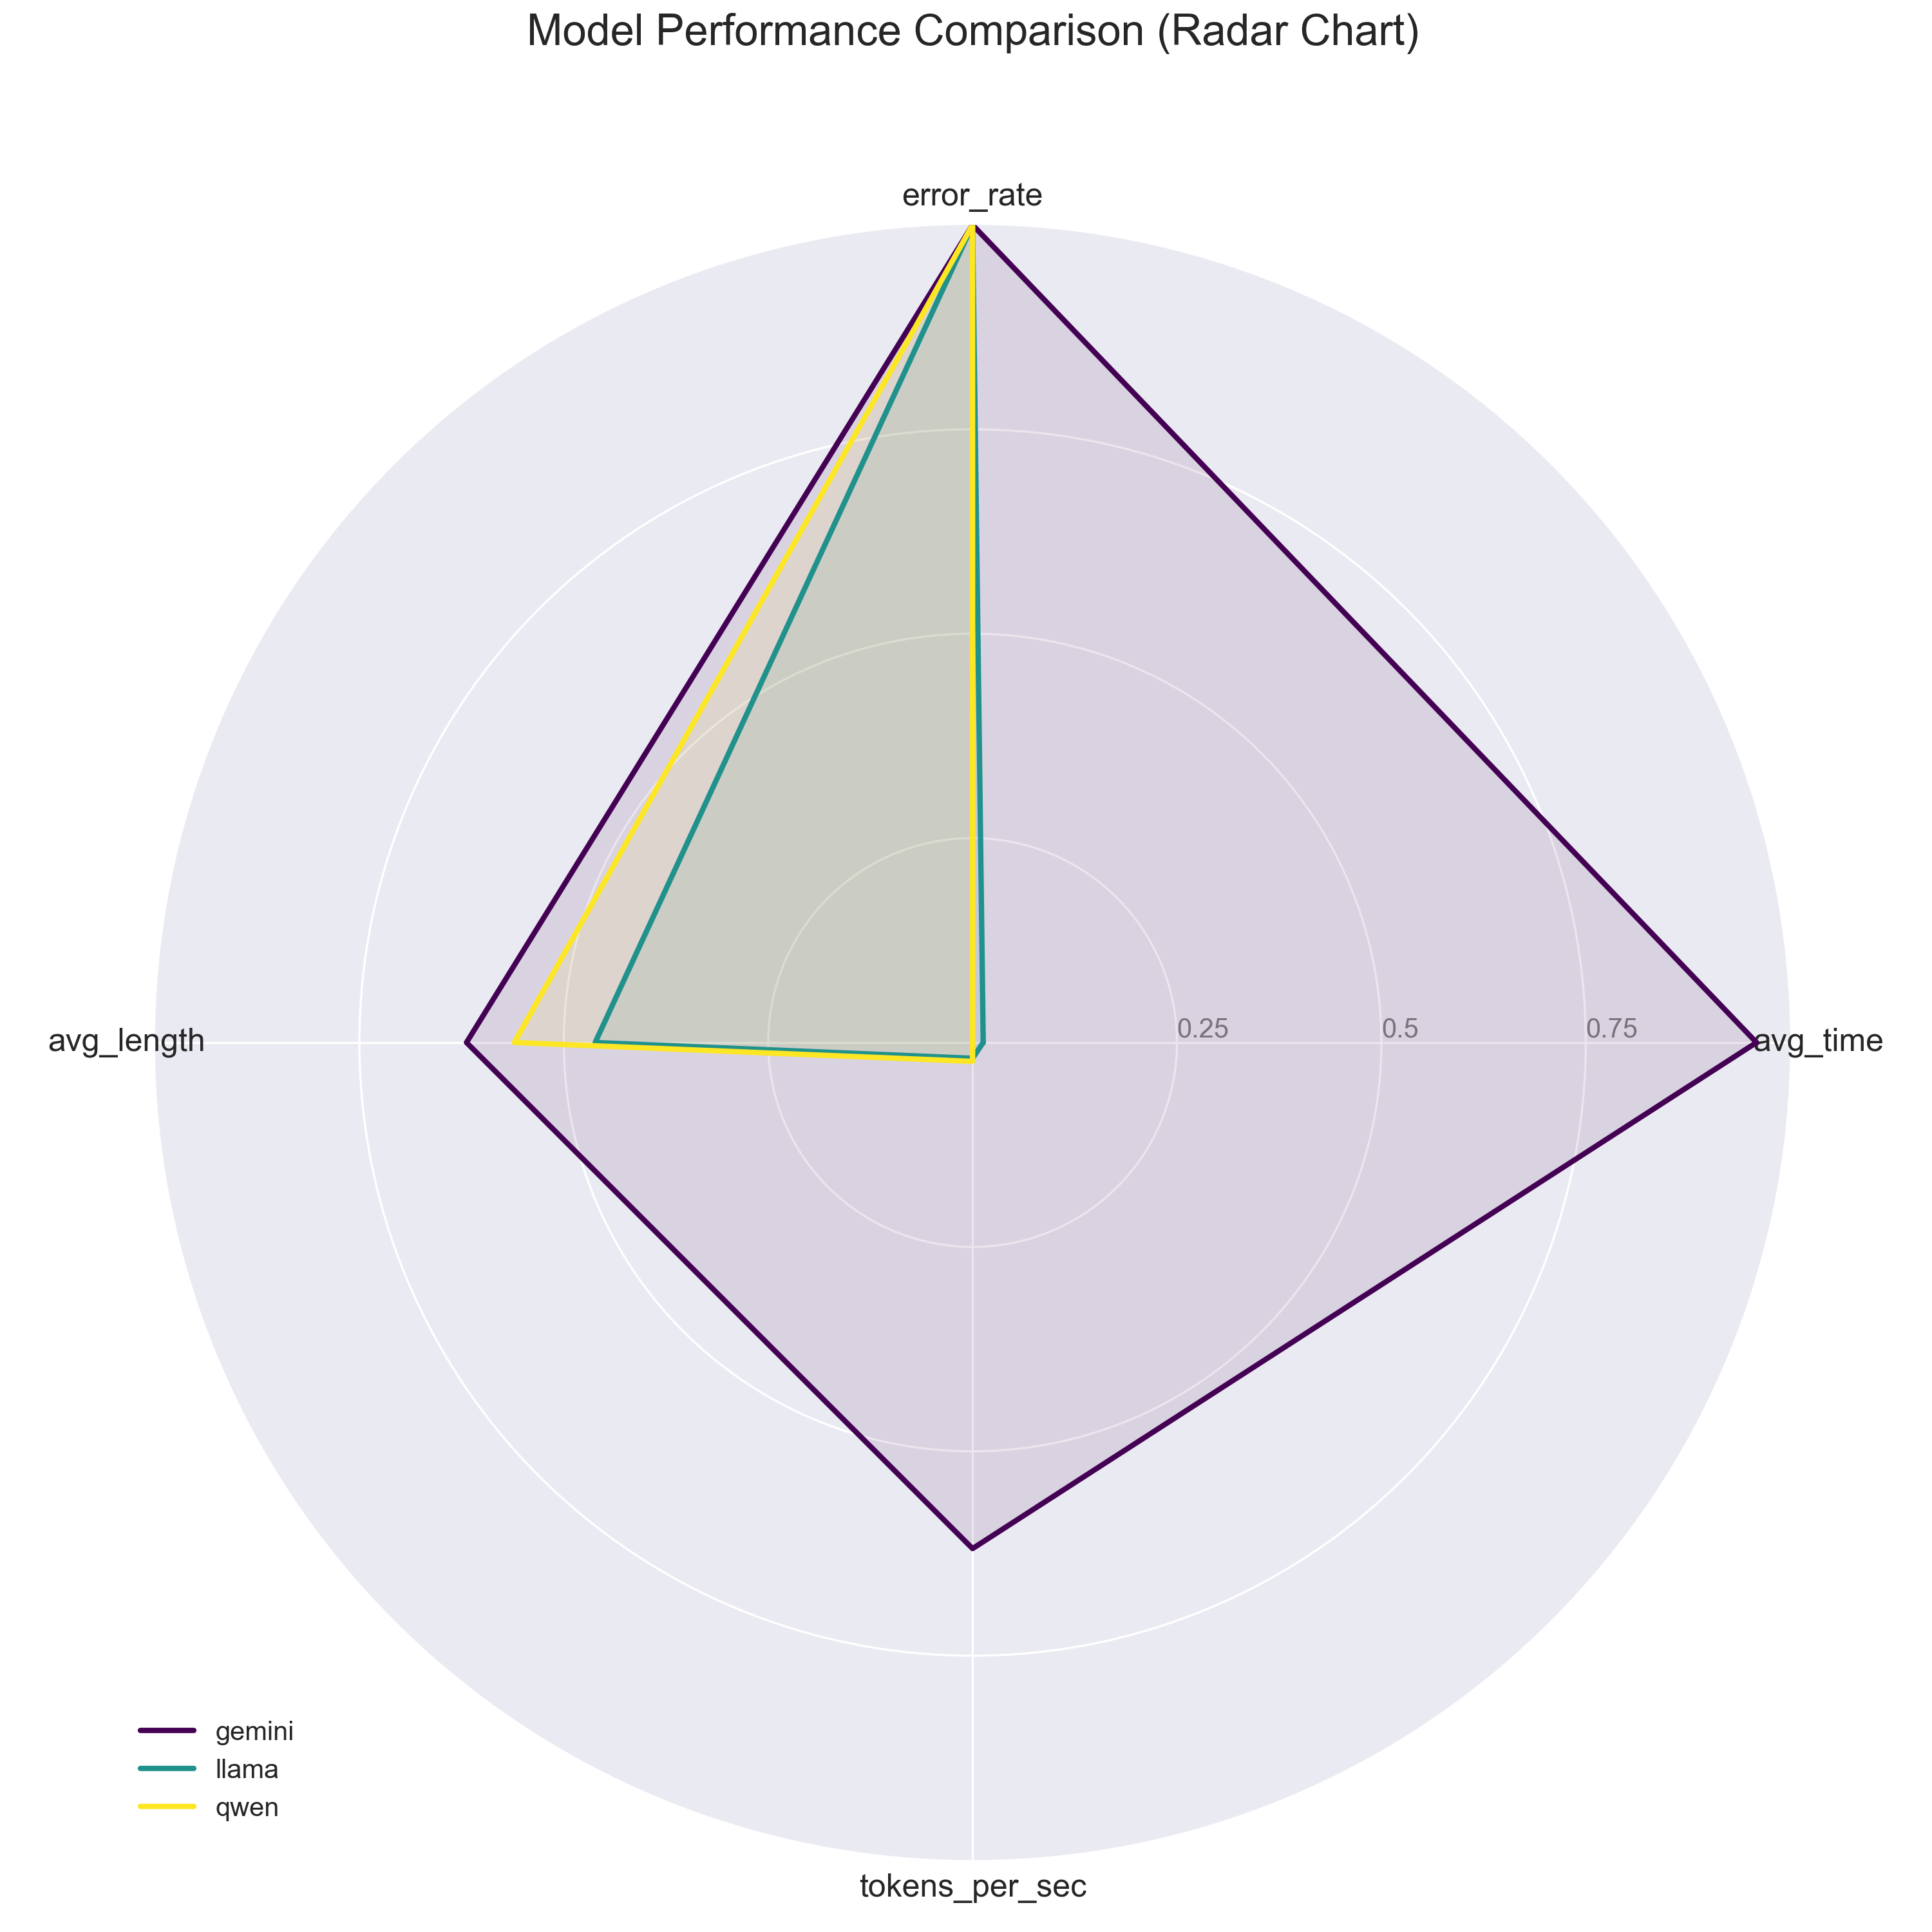 Model Performance Comparison (Radar Chart)
error_rate
0.25
0.5
0.75
avg_length
avg_time
gemini
llama
qwen
tokens_per_sec